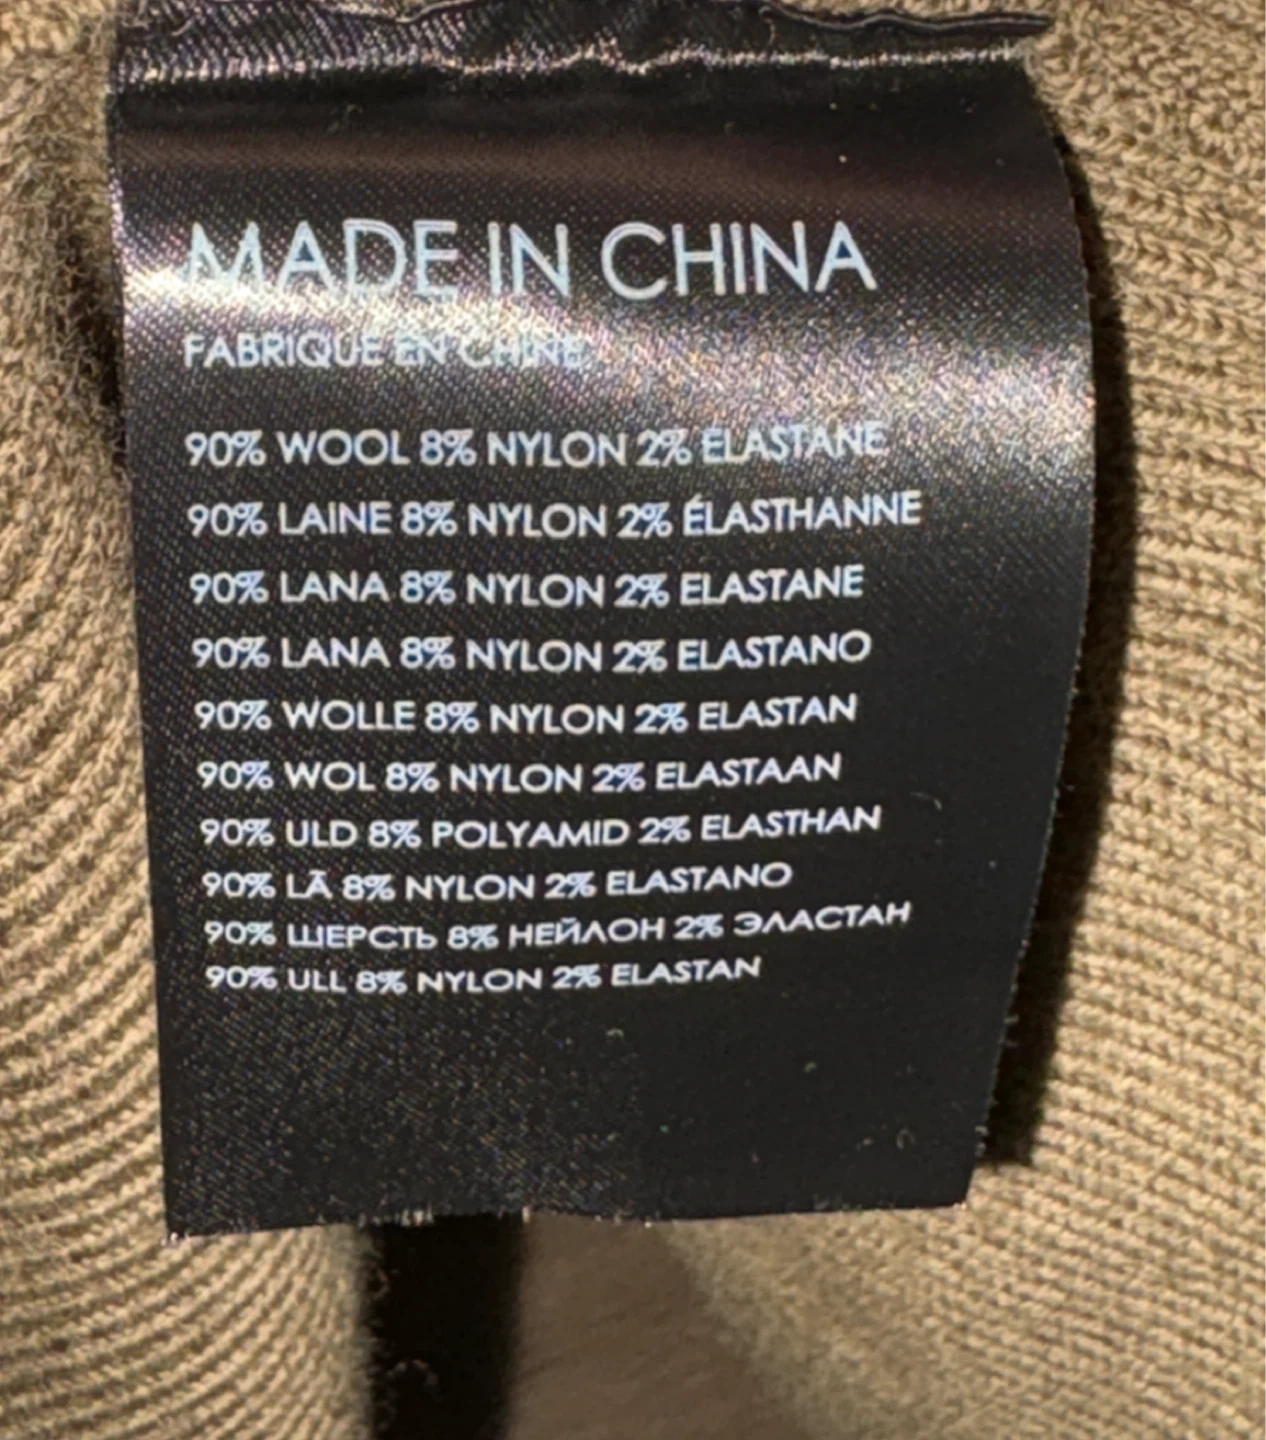 MADE IN CHINA
FABRIQUE EN CHINE
90% WOOL 8% NYLON 2% ELASTANE
90% LAINE 8% NYLON 2% ÉLASTHANNE
90% LANA 8% NYLON 2% ELASTANE
90% LANA 8% NYLON 2% ELASTANO
90% WOLLE 8% NYLON 2% ELASTAN
90% WOL 8% NYLON 2% ELASTAAN
90% ULD 8% POLYAMID 2% ELASTHAN
90% LÃ 8% NYLON 2% ELASTANO
90% ШЕРСТЬ 8% НЕЙЛОН 2% ЭЛАСТАН
90% ULL 8% NYLON 2% ELASTAN